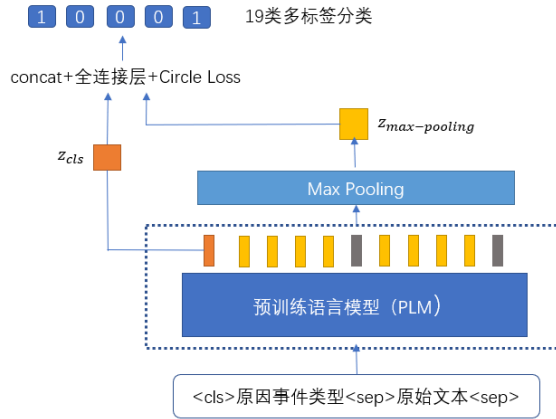 1 0 0 0 1 19类多标签分类
concat+全连接层+Circle Loss
z_max-pooling
z_cls
Max Pooling
预训练语言模型（PLM）
<cls>原因事件类型<sep>原始文本<sep>